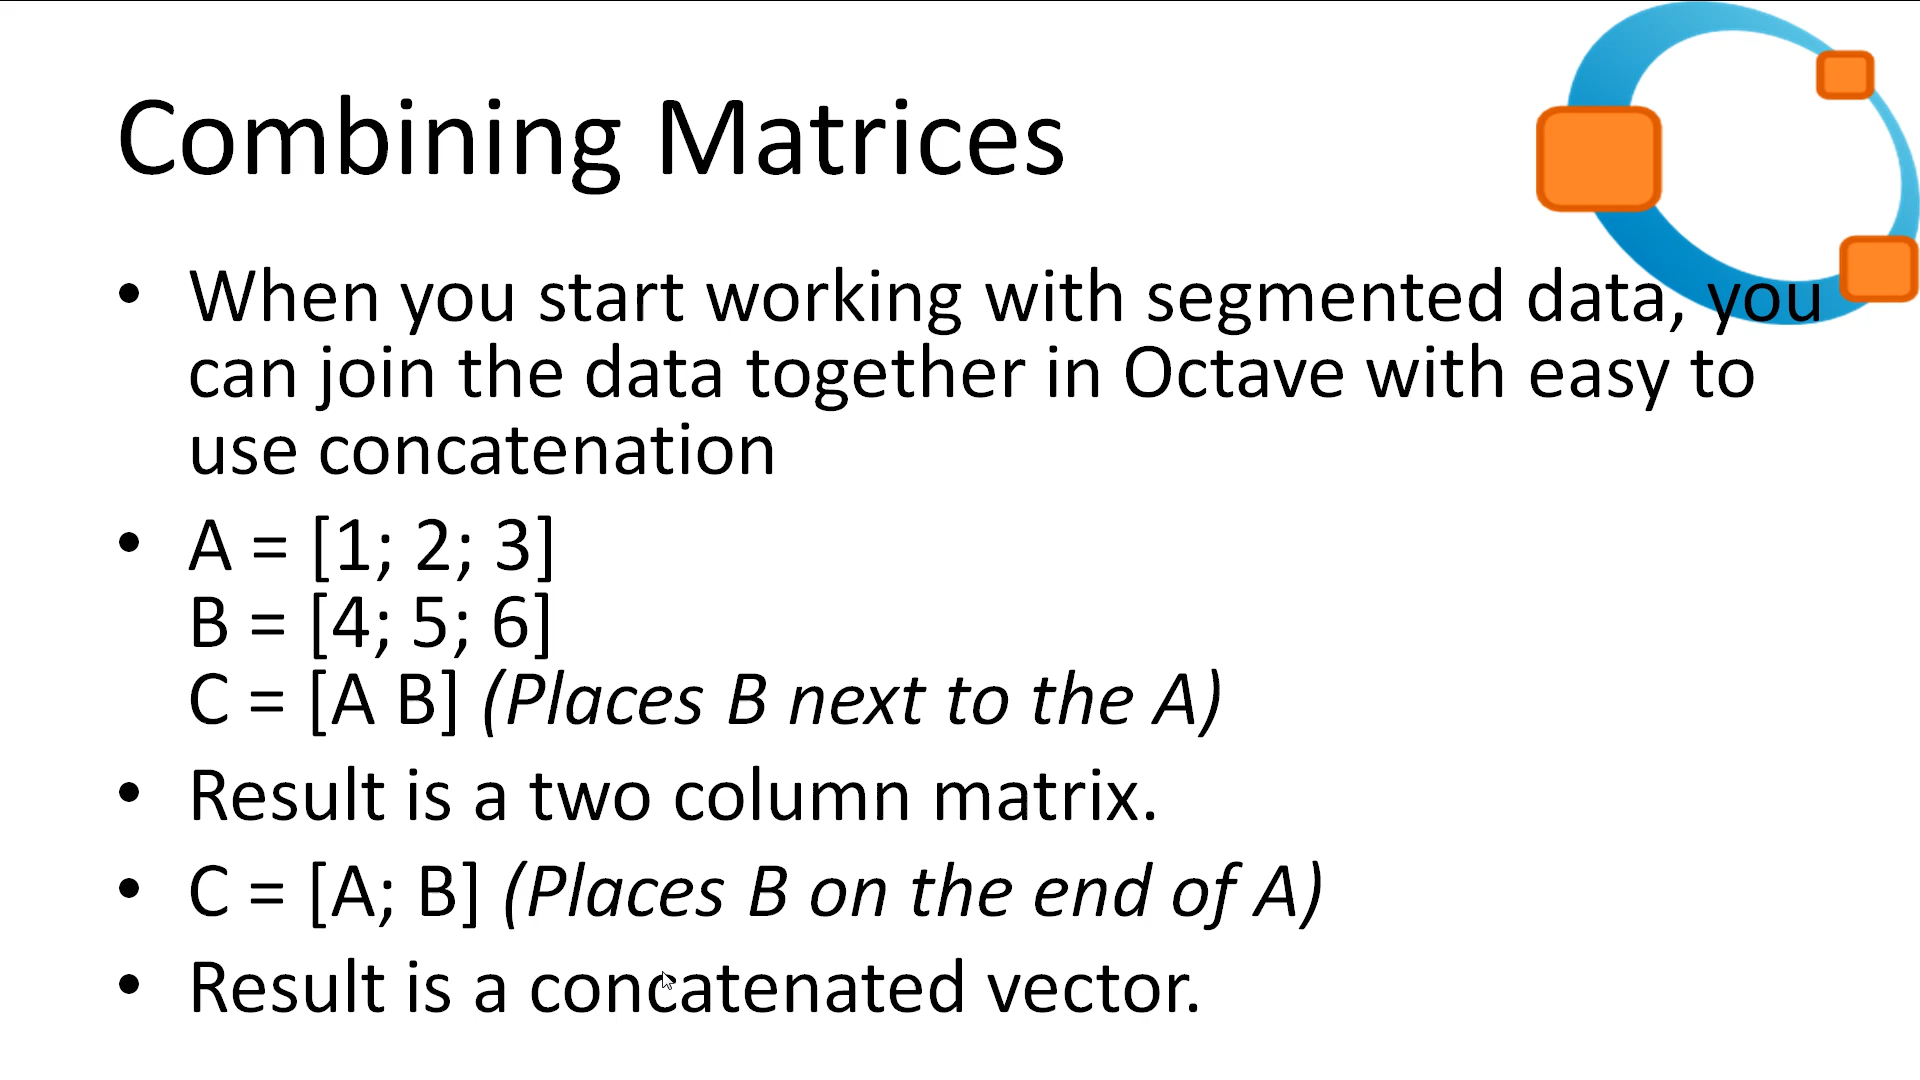 Combining Matrices
• When you start working with segmented data, you
can join the data together in Octave with easy to
use concatenation
• A = [1; 2; 3]
B = [4; 5; 6]
C = [A B] (Places B next to the A)
• Result is a two column matrix.
• C = [A; B] (Places B on the end of A)
• Result is a concatenated vector.